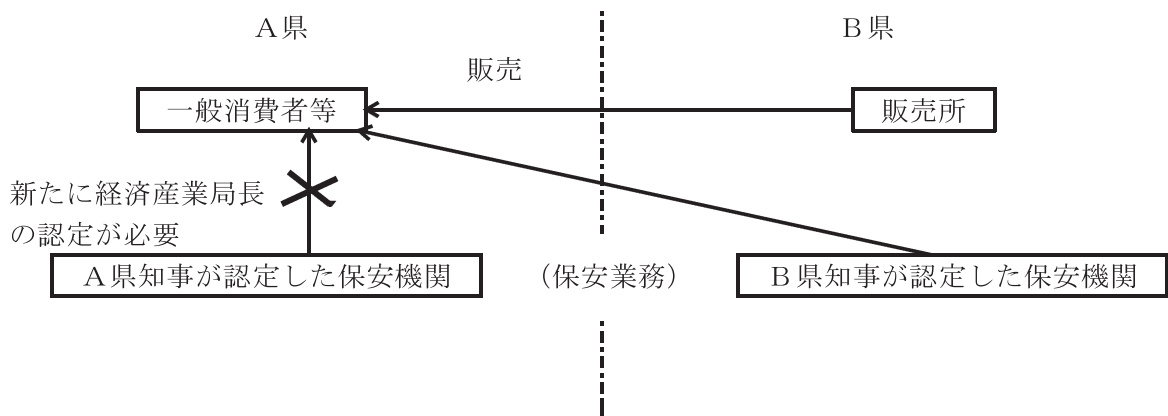 A県
B県
販売
一般消費者等
販売所
新たに経済産業局長
の認定が必要
A県知事が認定した保安機関
(保安業務)
B県知事が認定した保安機関